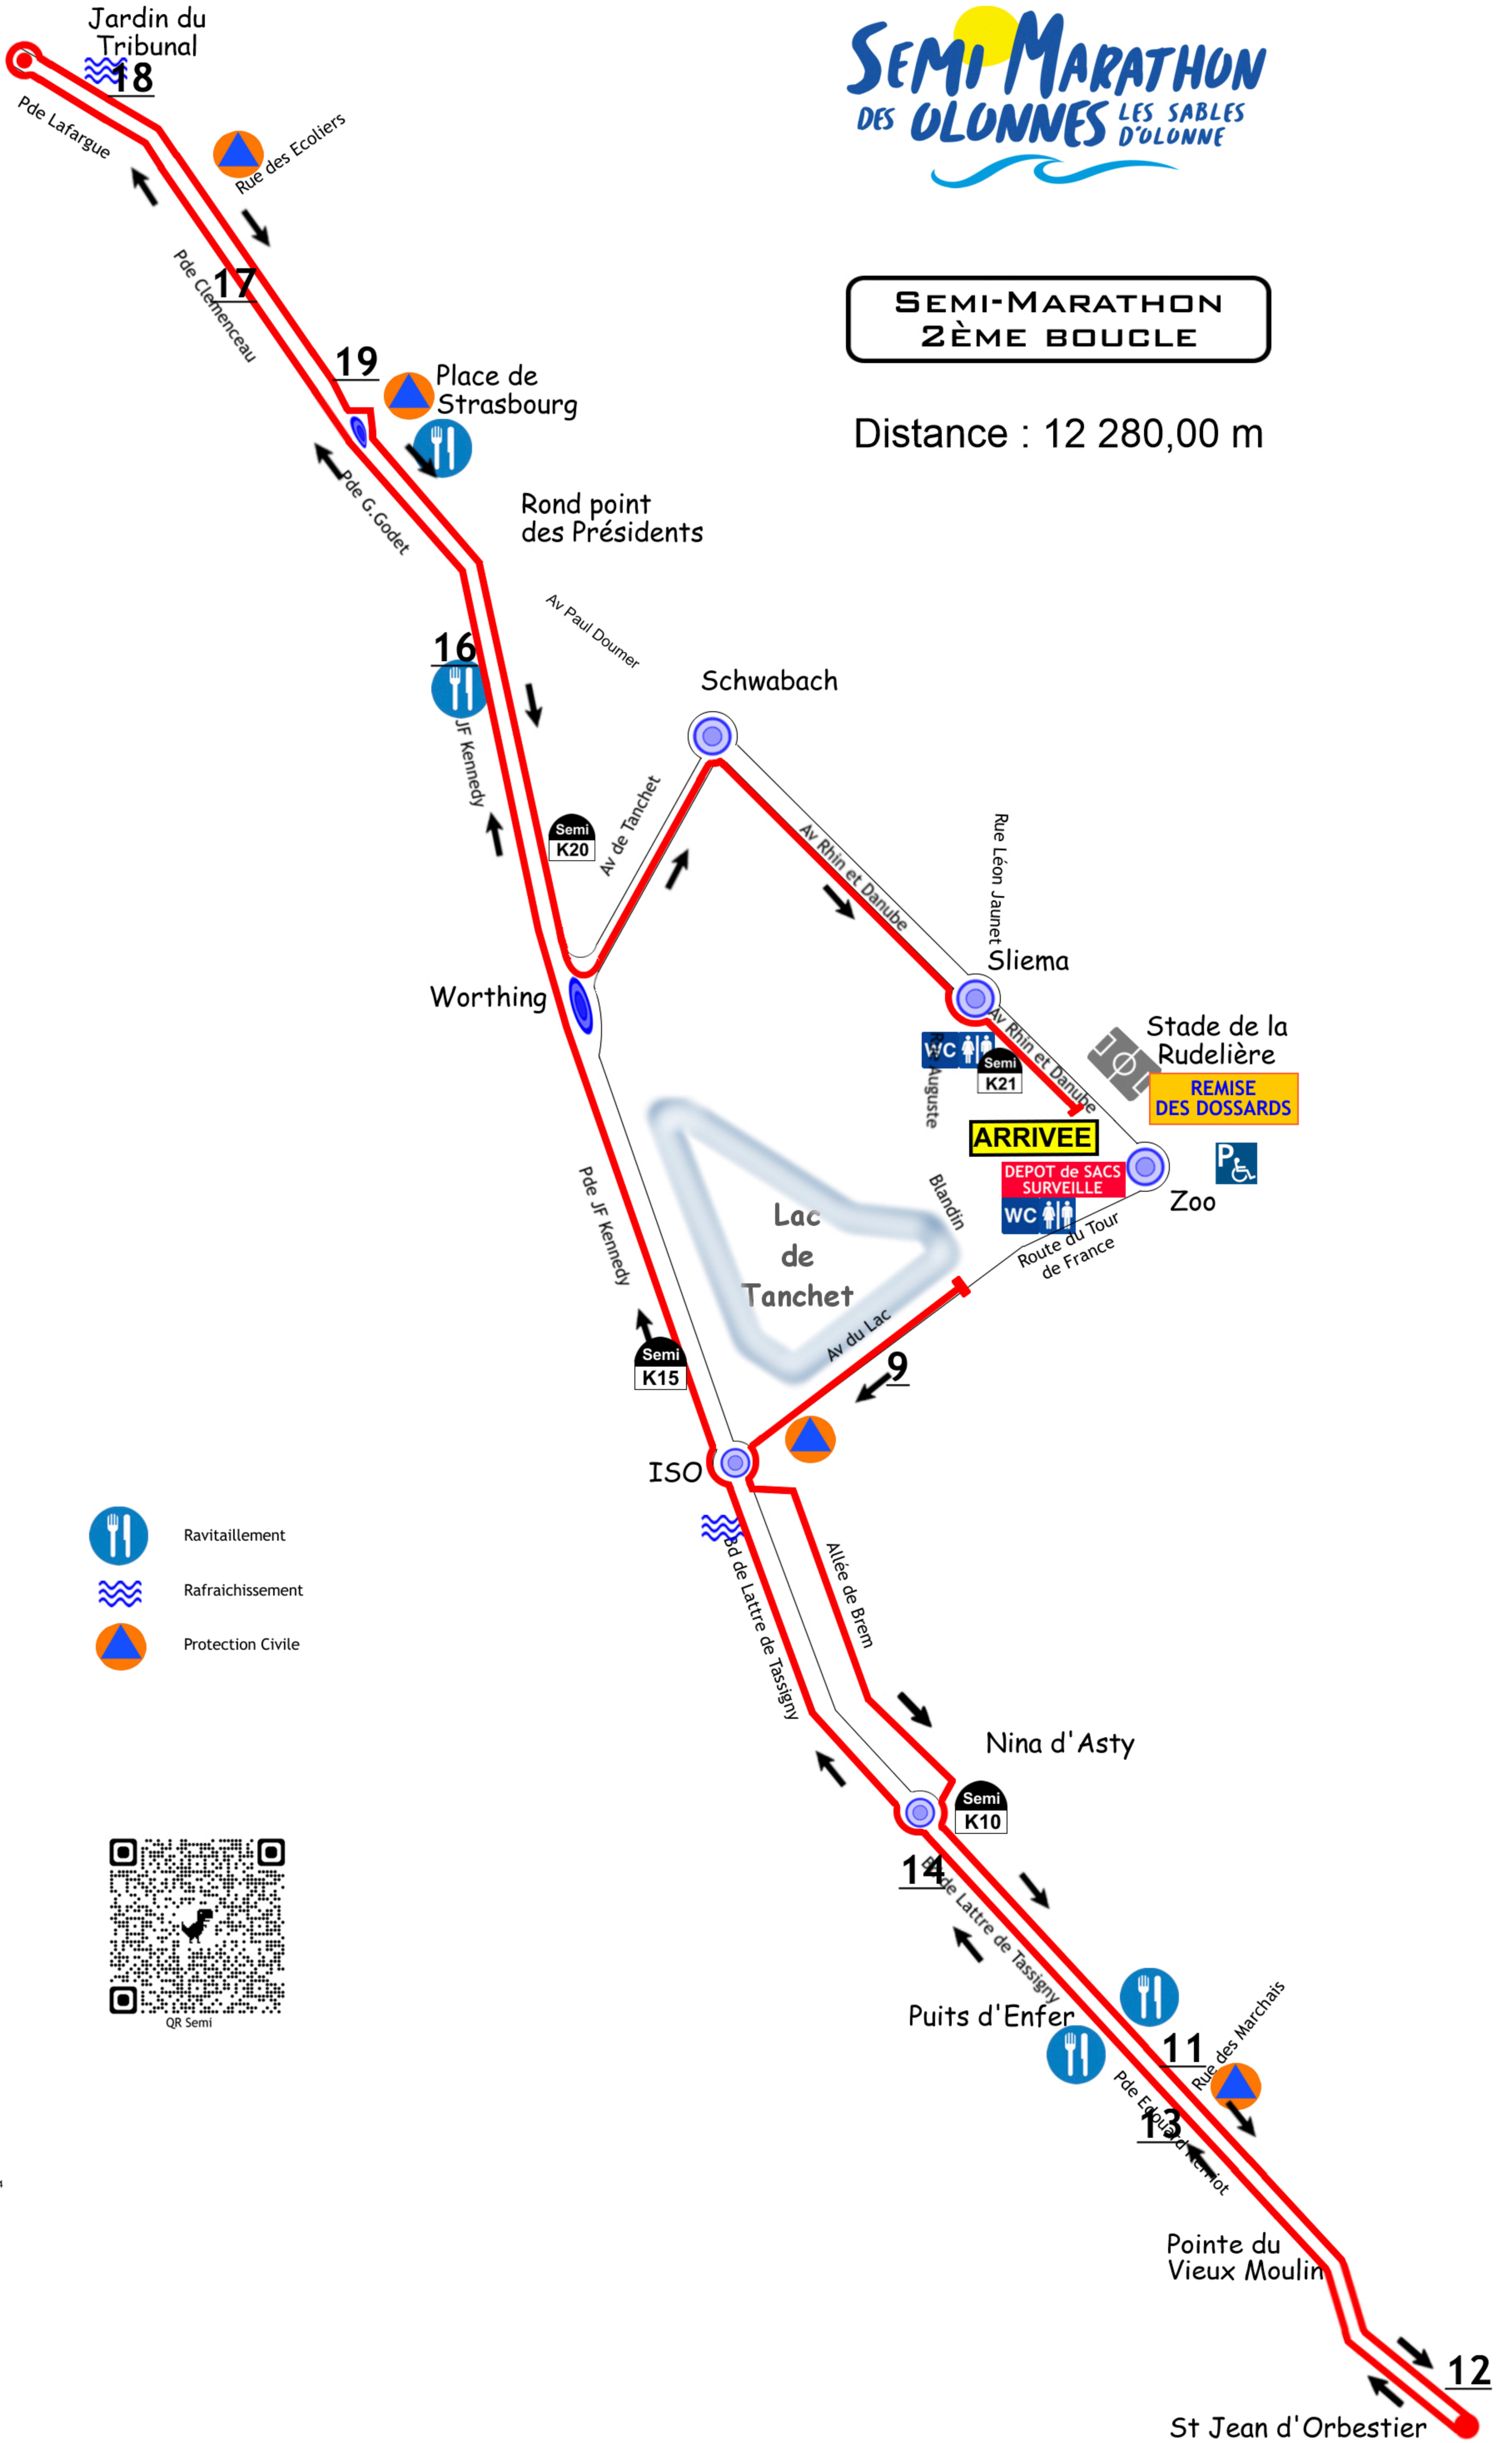 Jardin du
Tribunal
18
Pde Lafargue
SEMI MARATHON
DES OLONNES LES SABLES
D'OLONNE
Rue des Ecoliers
Pde Clemenceau
17
SEMI-MARATHON
2ÈME BOUCLE
19
Place de
Strasbourg
Distance : 12 280,00 m
Pde G.Godet
Rond point
des Présidents
Av Paul Doumer
16
JF Kennedy
Schwabach
Semi
K20
Av de Tanchet
Av Rhin et Danube
Rue Léon Jaunet
Sliema
Worthing
Av Rhin et Danube
WC
Semi
K21
Auguste
Stade de la
Rudelière
REMISE
DES DOSSARDS
ARRIVEE
DEPOT de SACS
SURVEILLE
WC
P
Zoo
Blandin
Route du Tour
de France
Pde JF Kennedy
Lac
de
Tanchet
Av du Lac
9
Semi
K15
ISO
Bd de Lattre de Tassigny
Allée de Brem
Ravitaillement
Rafraichissement
Protection Civile
Nina d'Asty
Semi
K10
14
Bd de Lattre de Tassigny
QR Semi
Puits d'Enfer
11
Rue des Marchais
Pde Edouard Herriot
13
Pointe du
Vieux Moulin
12
St Jean d'Orbestier